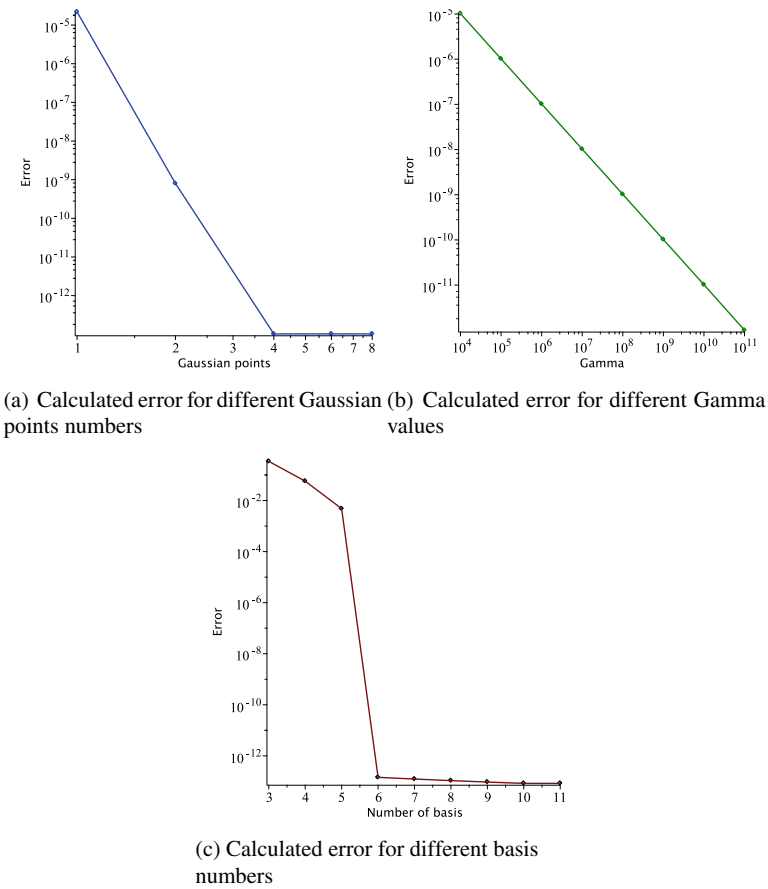 10^-5
10^-6
10^-7
10^-8
10^-9
10^-10
10^-11
10^-12
Error
1 2 3 4 5 6 7 8
Gaussian points
(a) Calculated error for different Gaussian
points numbers
10^-5
10^-6
10^-7
10^-8
10^-9
10^-10
10^-11
Error
10^4 10^5 10^6 10^7 10^8 10^9 10^10 10^11
Gamma
(b) Calculated error for different Gamma
values
10^-2
10^-4
10^-6
10^-8
10^-10
10^-12
Error
3 4 5 6 7 8 9 10 11
Number of basis
(c) Calculated error for different basis
numbers